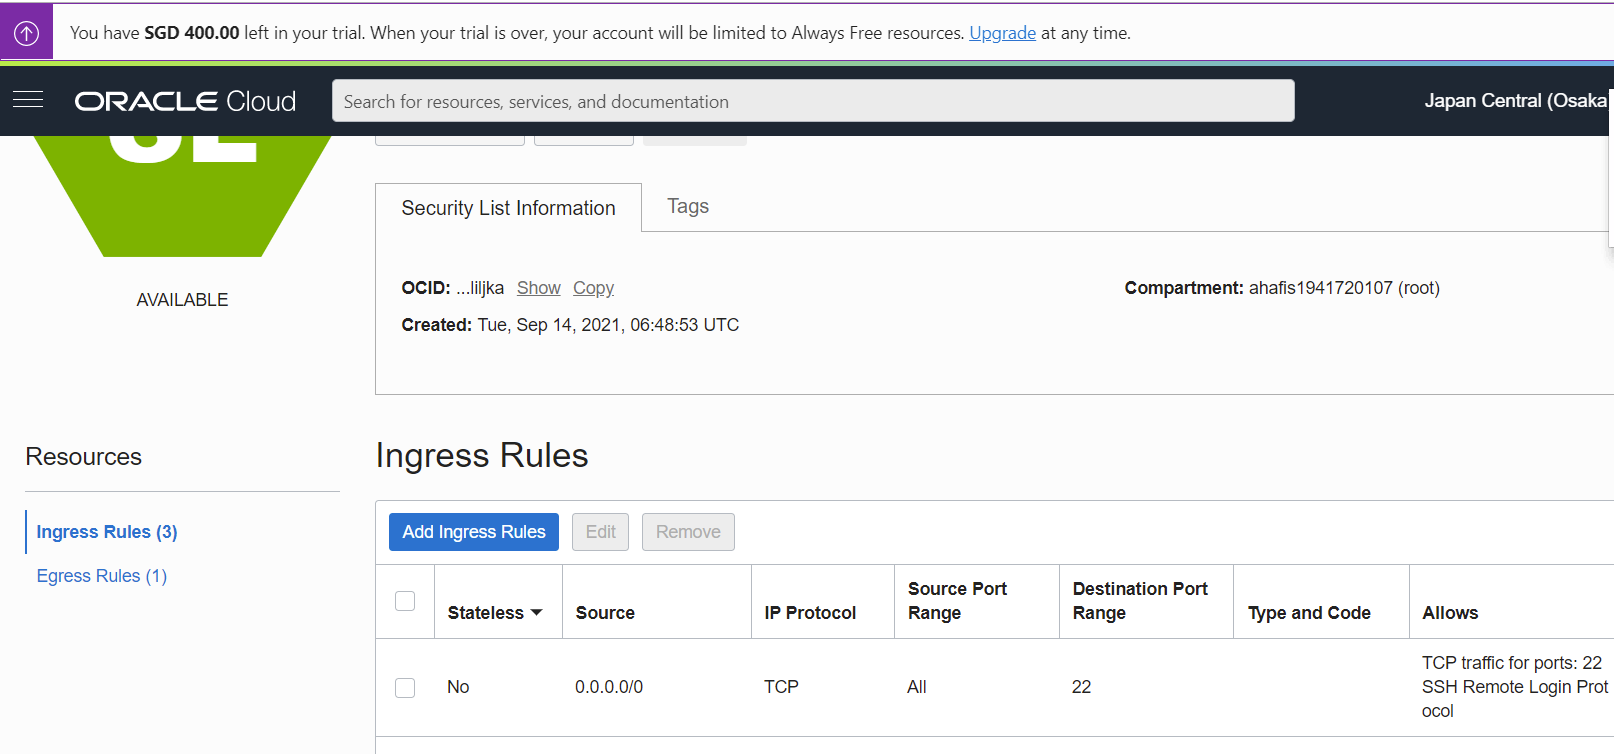 You have SGD 400.00 left in your trial. When your trial is over, your account will be limited to Always Free resources. Upgrade at any time.
ORACLE Cloud
Search for resources, services, and documentation
Japan Central (Osaka
AVAILABLE
Security List Information
Tags
OCID: ...liljka Show Copy
Compartment: ahafis1941720107 (root)
Created: Tue, Sep 14, 2021, 06:48:53 UTC
Resources
Ingress Rules (3)
Egress Rules (1)
Ingress Rules
Add Ingress Rules
Edit
Remove
Stateless
Source
IP Protocol
Source Port
Range
Destination Port
Range
Type and Code
Allows
No
0.0.0.0/0
TCP
All
22
TCP traffic for ports: 22
SSH Remote Login Prot
ocol